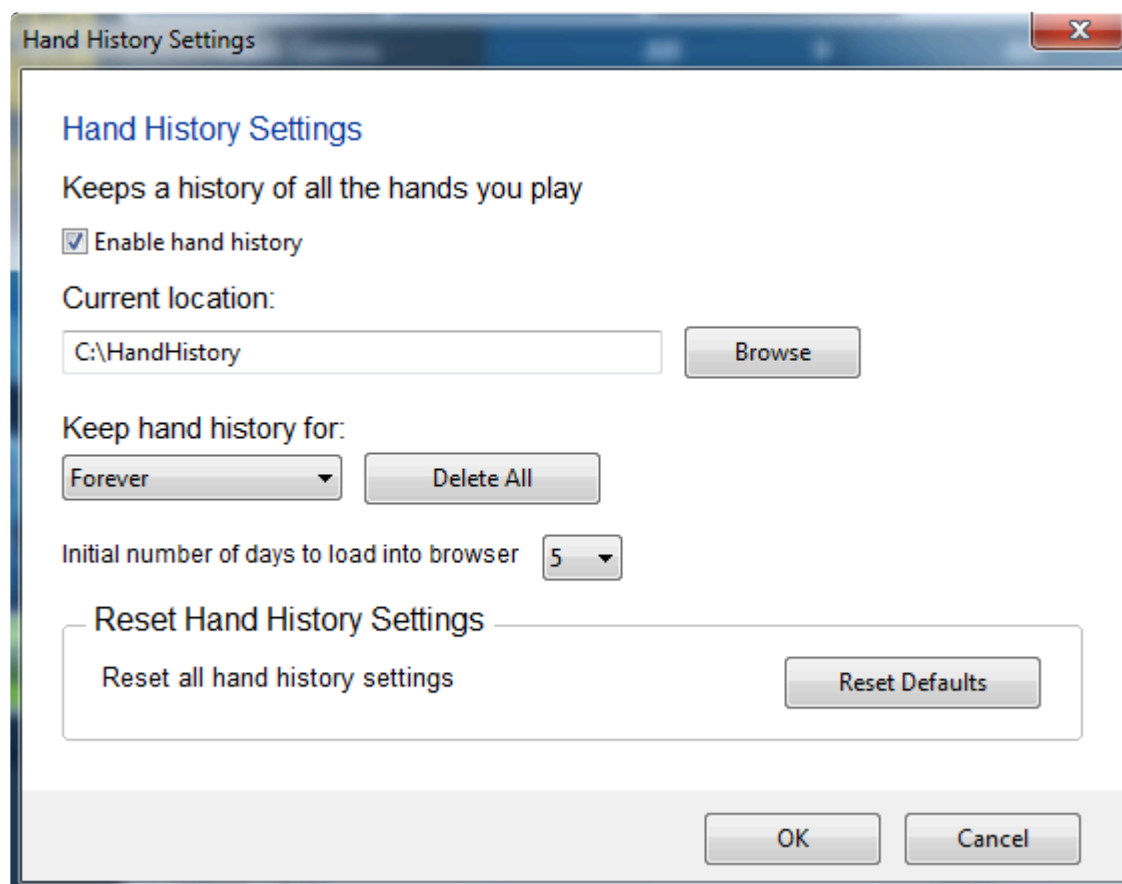 Hand History Settings
Hand History Settings
Keeps a history of all the hands you play
Enable hand history
Current location:
C:\HandHistory
Browse
Keep hand history for:
Forever
Delete All
Initial number of days to load into browser 5
Reset Hand History Settings
Reset all hand history settings
Reset Defaults
OK
Cancel